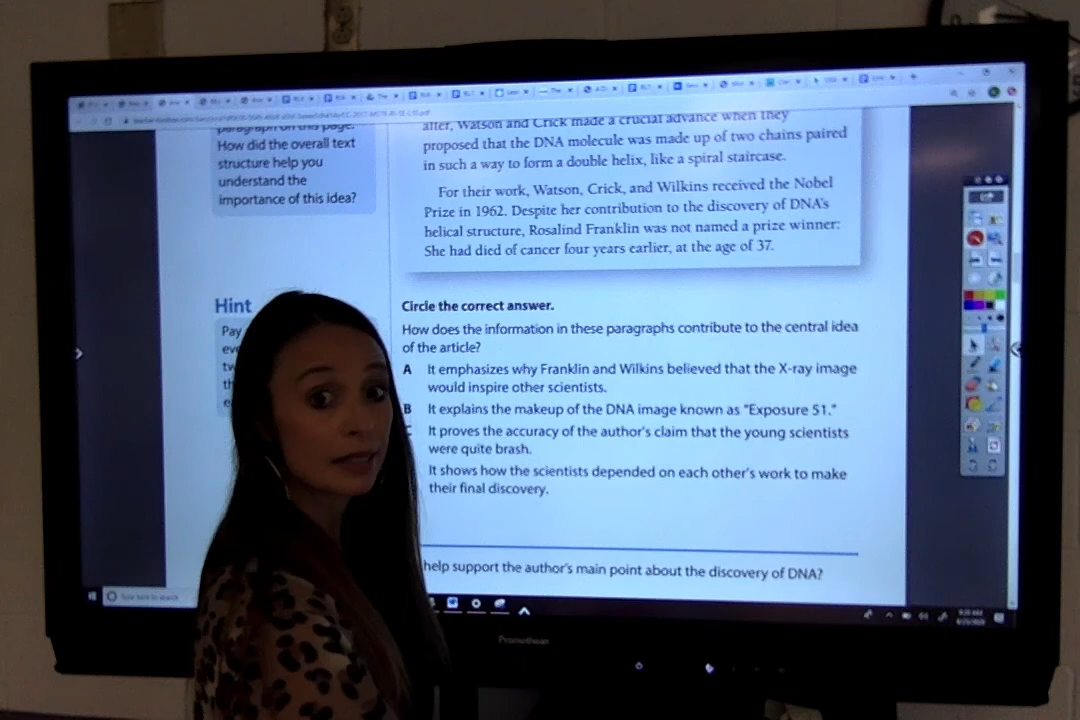 paragraph on this page.
How did the overall text
structure help you
understand the
importance of this idea?
after, Watson and Crick made a crucial advance when they
proposed that the DNA molecule was made up of two chains paired
in such a way to form a double helix, like a spiral staircase.
For their work, Watson, Crick, and Wilkins received the Nobel
Prize in 1962. Despite her contribution to the discovery of DNA's
helical structure, Rosalind Franklin was not named a prize winner:
She had died of cancer four years earlier, at the age of 37.
Hint
Pay
Circle the correct answer.
How does the information in these paragraphs contribute to the central idea
of the article?
A It emphasizes why Franklin and Wilkins believed that the X-ray image
would inspire other scientists.
B It explains the makeup of the DNA image known as "Exposure 51."
C It proves the accuracy of the author's claim that the young scientists
were quite brash.
It shows how the scientists depended on each other's work to make
their final discovery.
help support the author's main point about the discovery of DNA?
Type here to search
Promethean